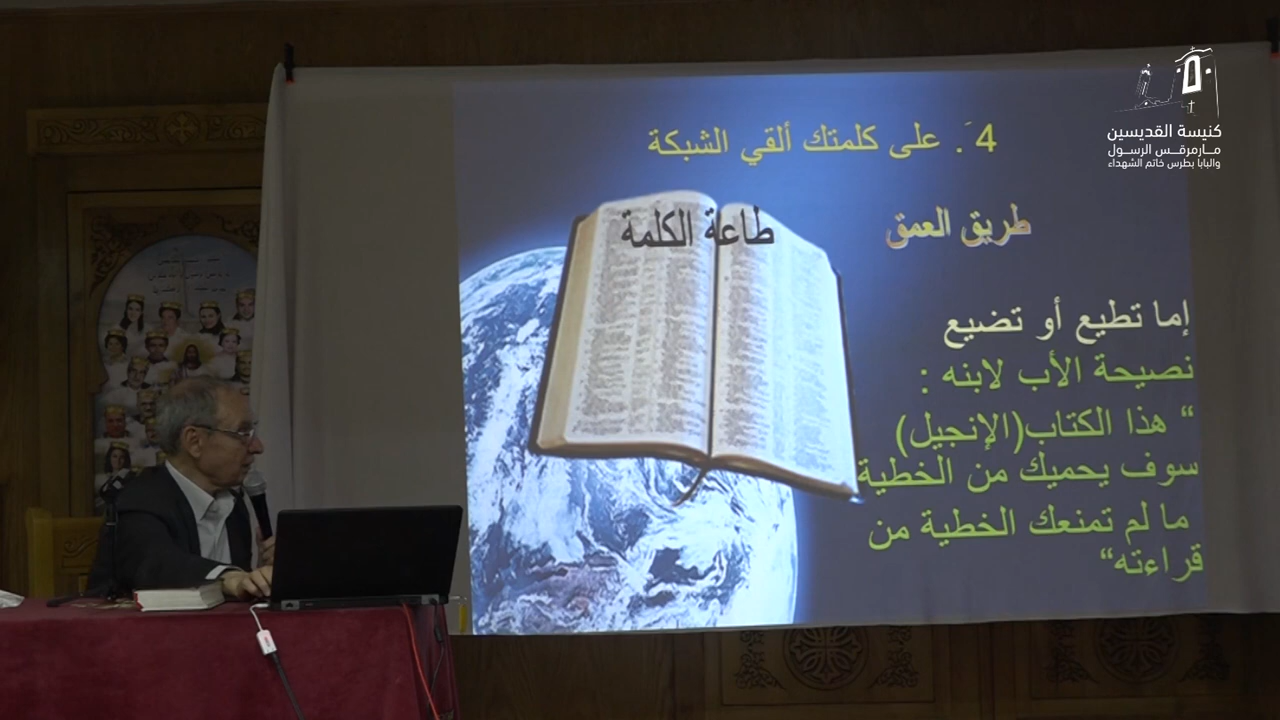 كنيسة القديسين
مارمرقس الرسول
والبابا بطرس خاتم الشهداء
4َ . على كلمتك ألقي الشبكة
طريق العمق
طاعة الكلمة
إما تطيع أو تضيع
نصيحة الأب لابنه :
“ هذا الكتاب(الإنجيل)
سوف يحميك من الخطية
ما لم تمنعك الخطية من
قراءته“